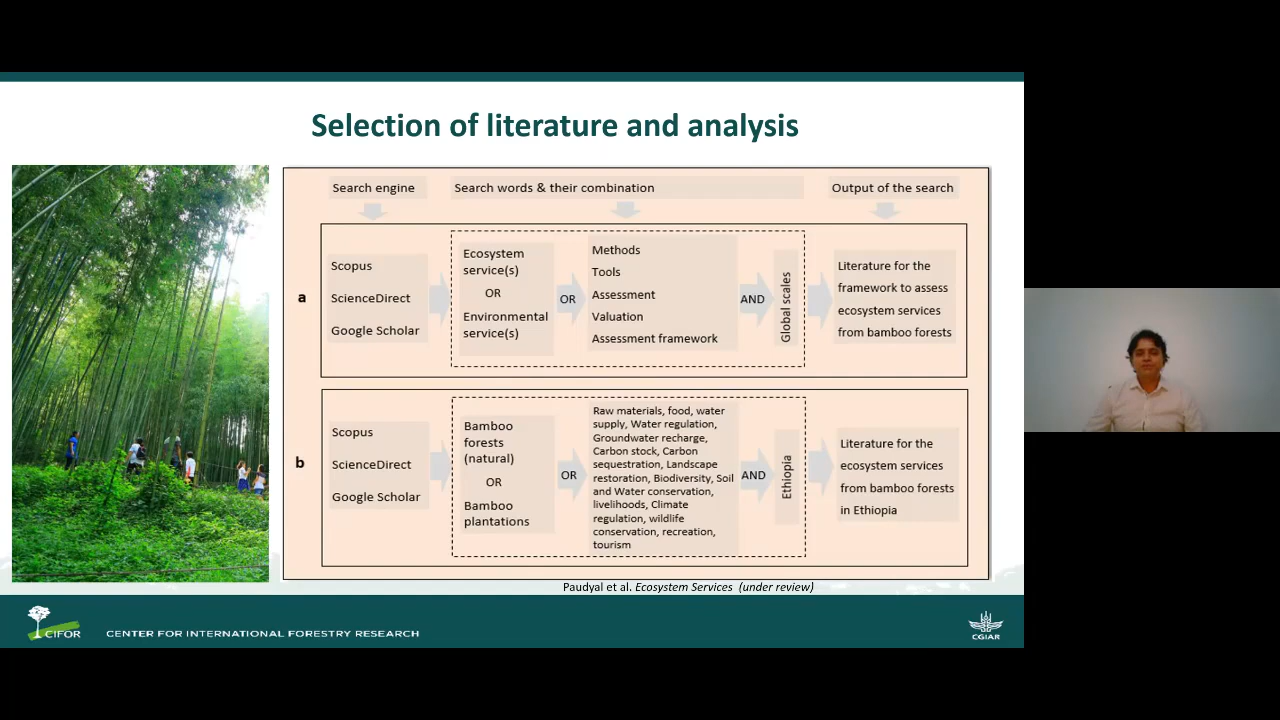 Selection of literature and analysis
Search engine
Search words & their combination
Output of the search
a
Scopus
ScienceDirect
Google Scholar
Ecosystem
service(s)
OR
Environmental
service(s)
OR
Methods
Tools
Assessment
Valuation
Assessment framework
AND
Global scales
Literature for the
framework to assess
ecosystem services
from bamboo forests
b
Scopus
ScienceDirect
Google Scholar
Bamboo
forests
(natural)
OR
Bamboo
plantations
OR
Raw materials, food, water
supply, Water regulation,
Groundwater recharge,
Carbon stock, Carbon
sequestration, Landscape
restoration, Biodiversity, Soil
and Water conservation,
livelihoods, Climate
regulation, wildlife
conservation, recreation,
tourism
AND
Ethiopia
Literature for the
ecosystem services
from bamboo forests
in Ethiopia
Paudyal et al. Ecosystem Services (under review)
CIFOR
CENTER FOR INTERNATIONAL FORESTRY RESEARCH
CGIAR